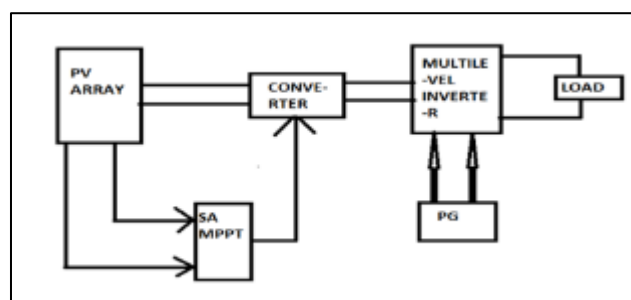 PV
ARRAY
CONVE-
RTER
MULTILE
-VEL
INVERTE
-R
LOAD
SA
MPPT
PG